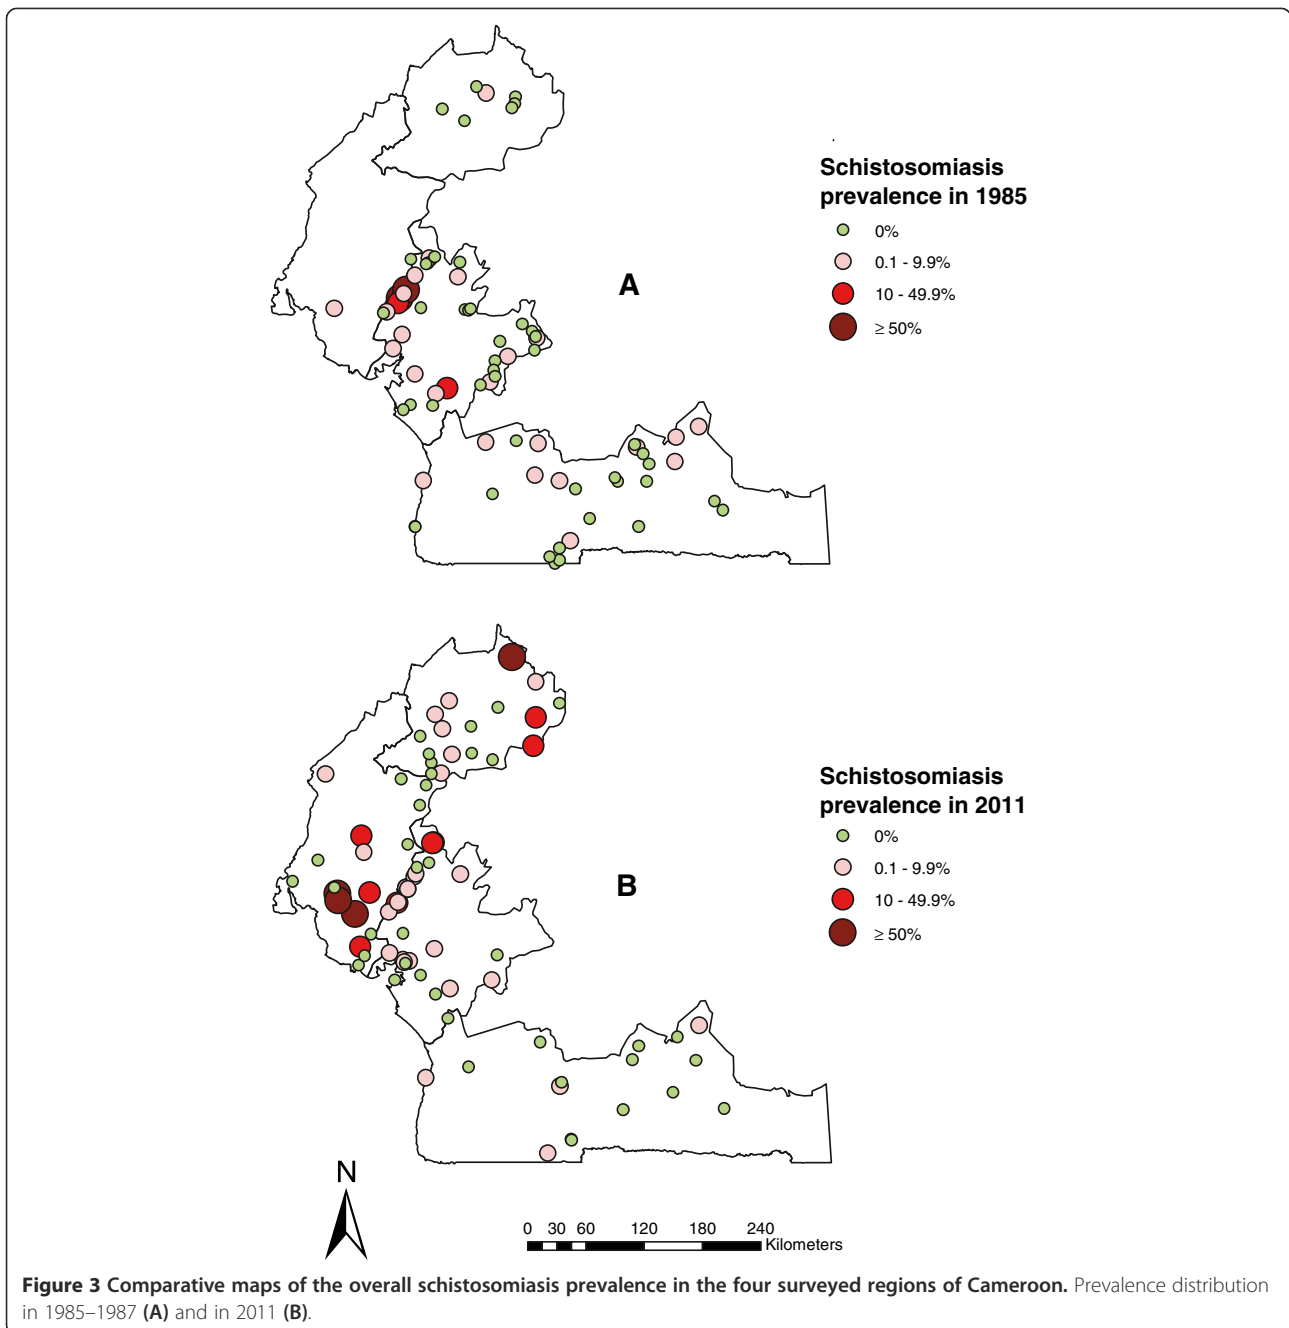 Schistosomiasis
prevalence in 1985
0%
0.1 - 9.9%
10 - 49.9%
≥ 50%
A
Schistosomiasis
prevalence in 2011
0%
0.1 - 9.9%
10 - 49.9%
≥ 50%
B
N
0 30 60 120 180 240
Kilometers
Figure 3 Comparative maps of the overall schistosomiasis prevalence in the four surveyed regions of Cameroon. Prevalence distribution
in 1985–1987 (A) and in 2011 (B).